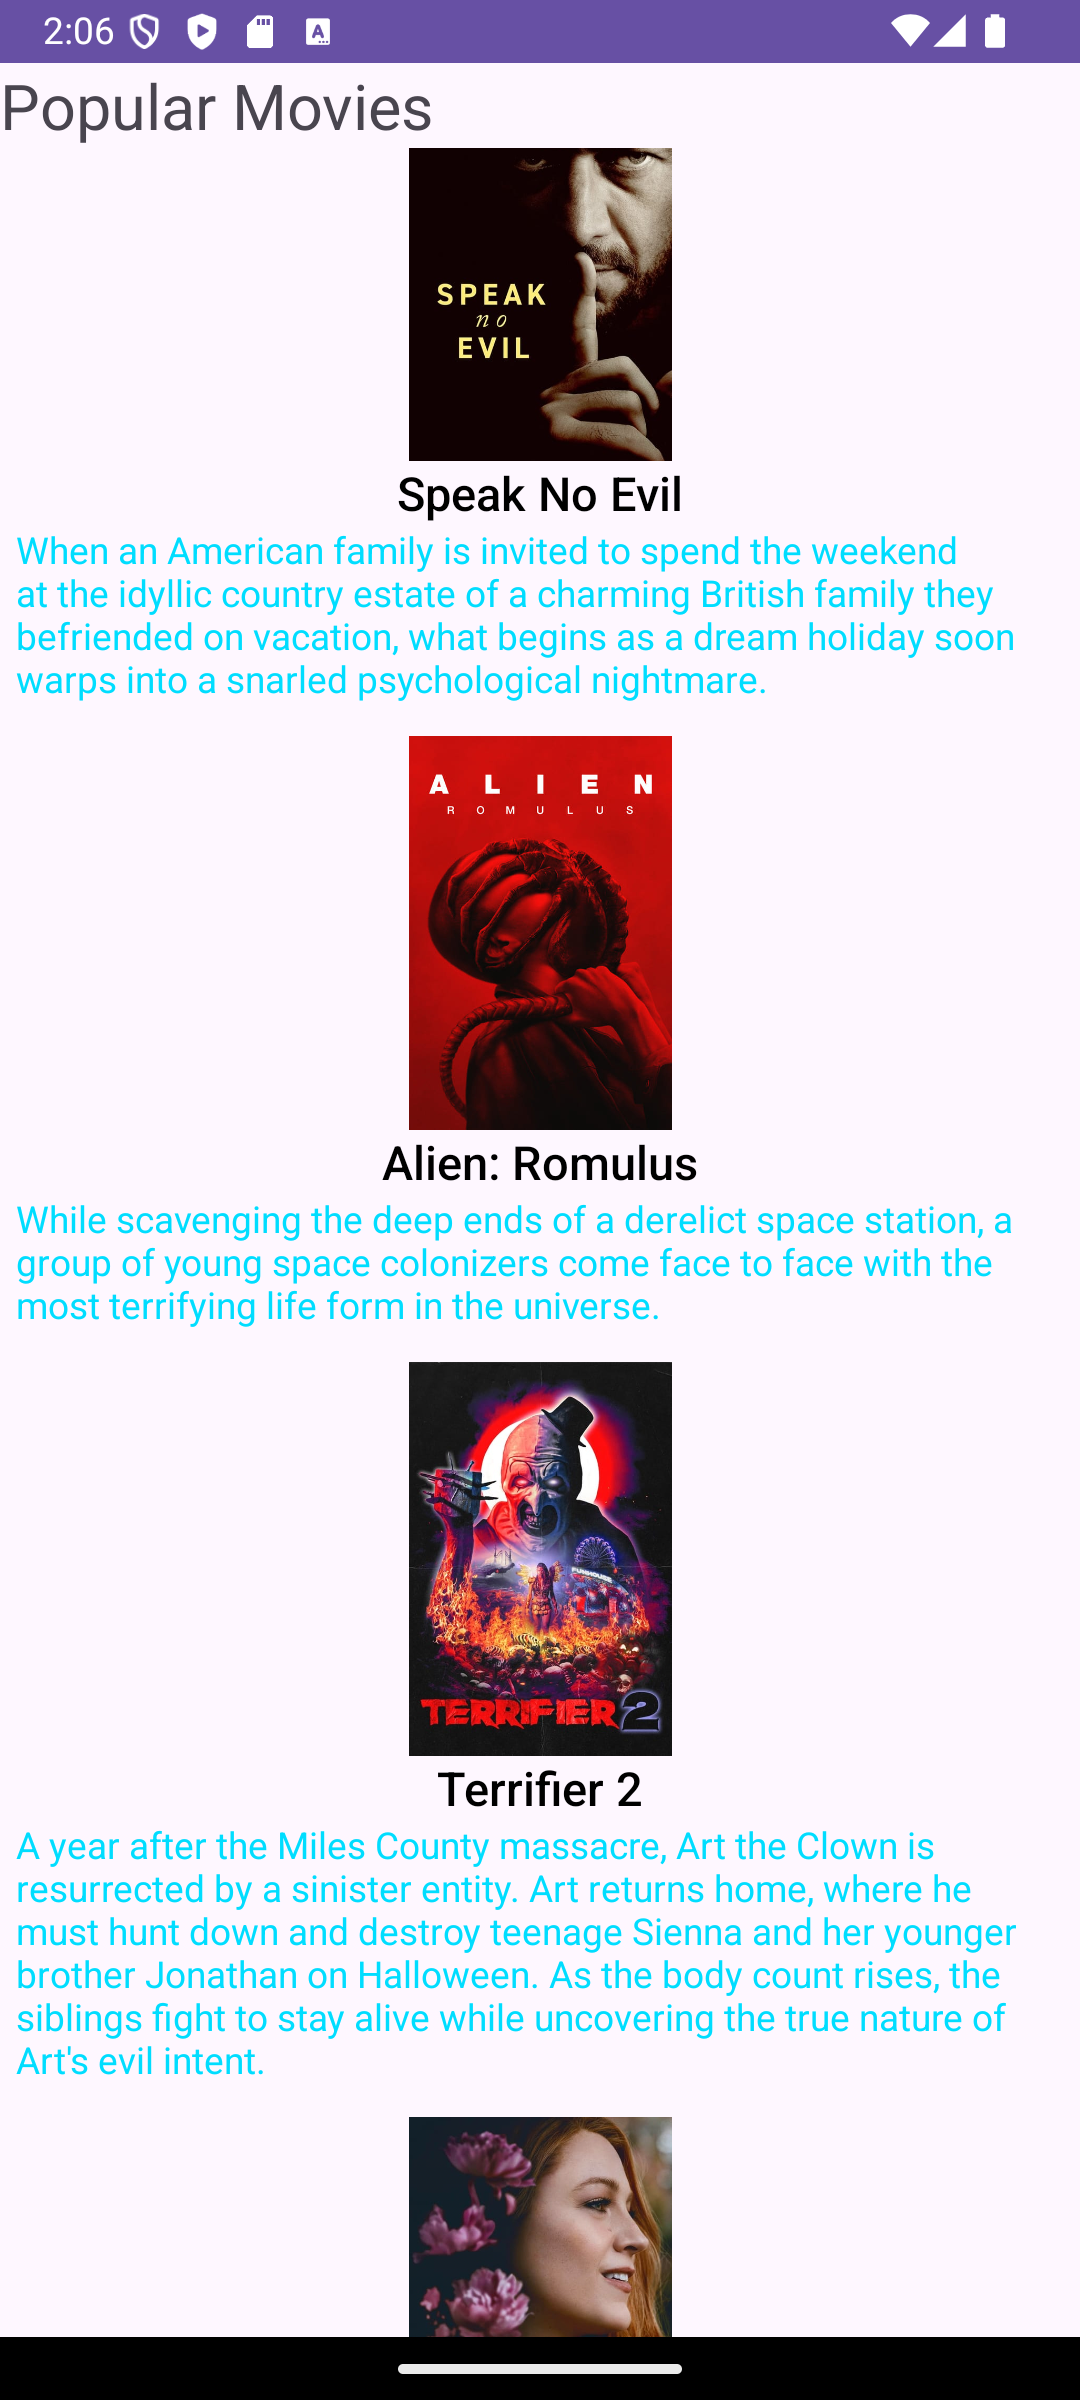 2:06
Popular Movies
SPEAK
no
EVIL
Speak No Evil
When an American family is invited to spend the weekend
at the idyllic country estate of a charming British family they
befriended on vacation, what begins as a dream holiday soon
warps into a snarled psychological nightmare.
ALIEN
ROMULUS
Alien: Romulus
While scavenging the deep ends of a derelict space station, a
group of young space colonizers come face to face with the
most terrifying life form in the universe.
FUNHOUSE
TERRIFIER 2
Terrifier 2
A year after the Miles County massacre, Art the Clown is
resurrected by a sinister entity. Art returns home, where he
must hunt down and destroy teenage Sienna and her younger
brother Jonathan on Halloween. As the body count rises, the
siblings fight to stay alive while uncovering the true nature of
Art's evil intent.